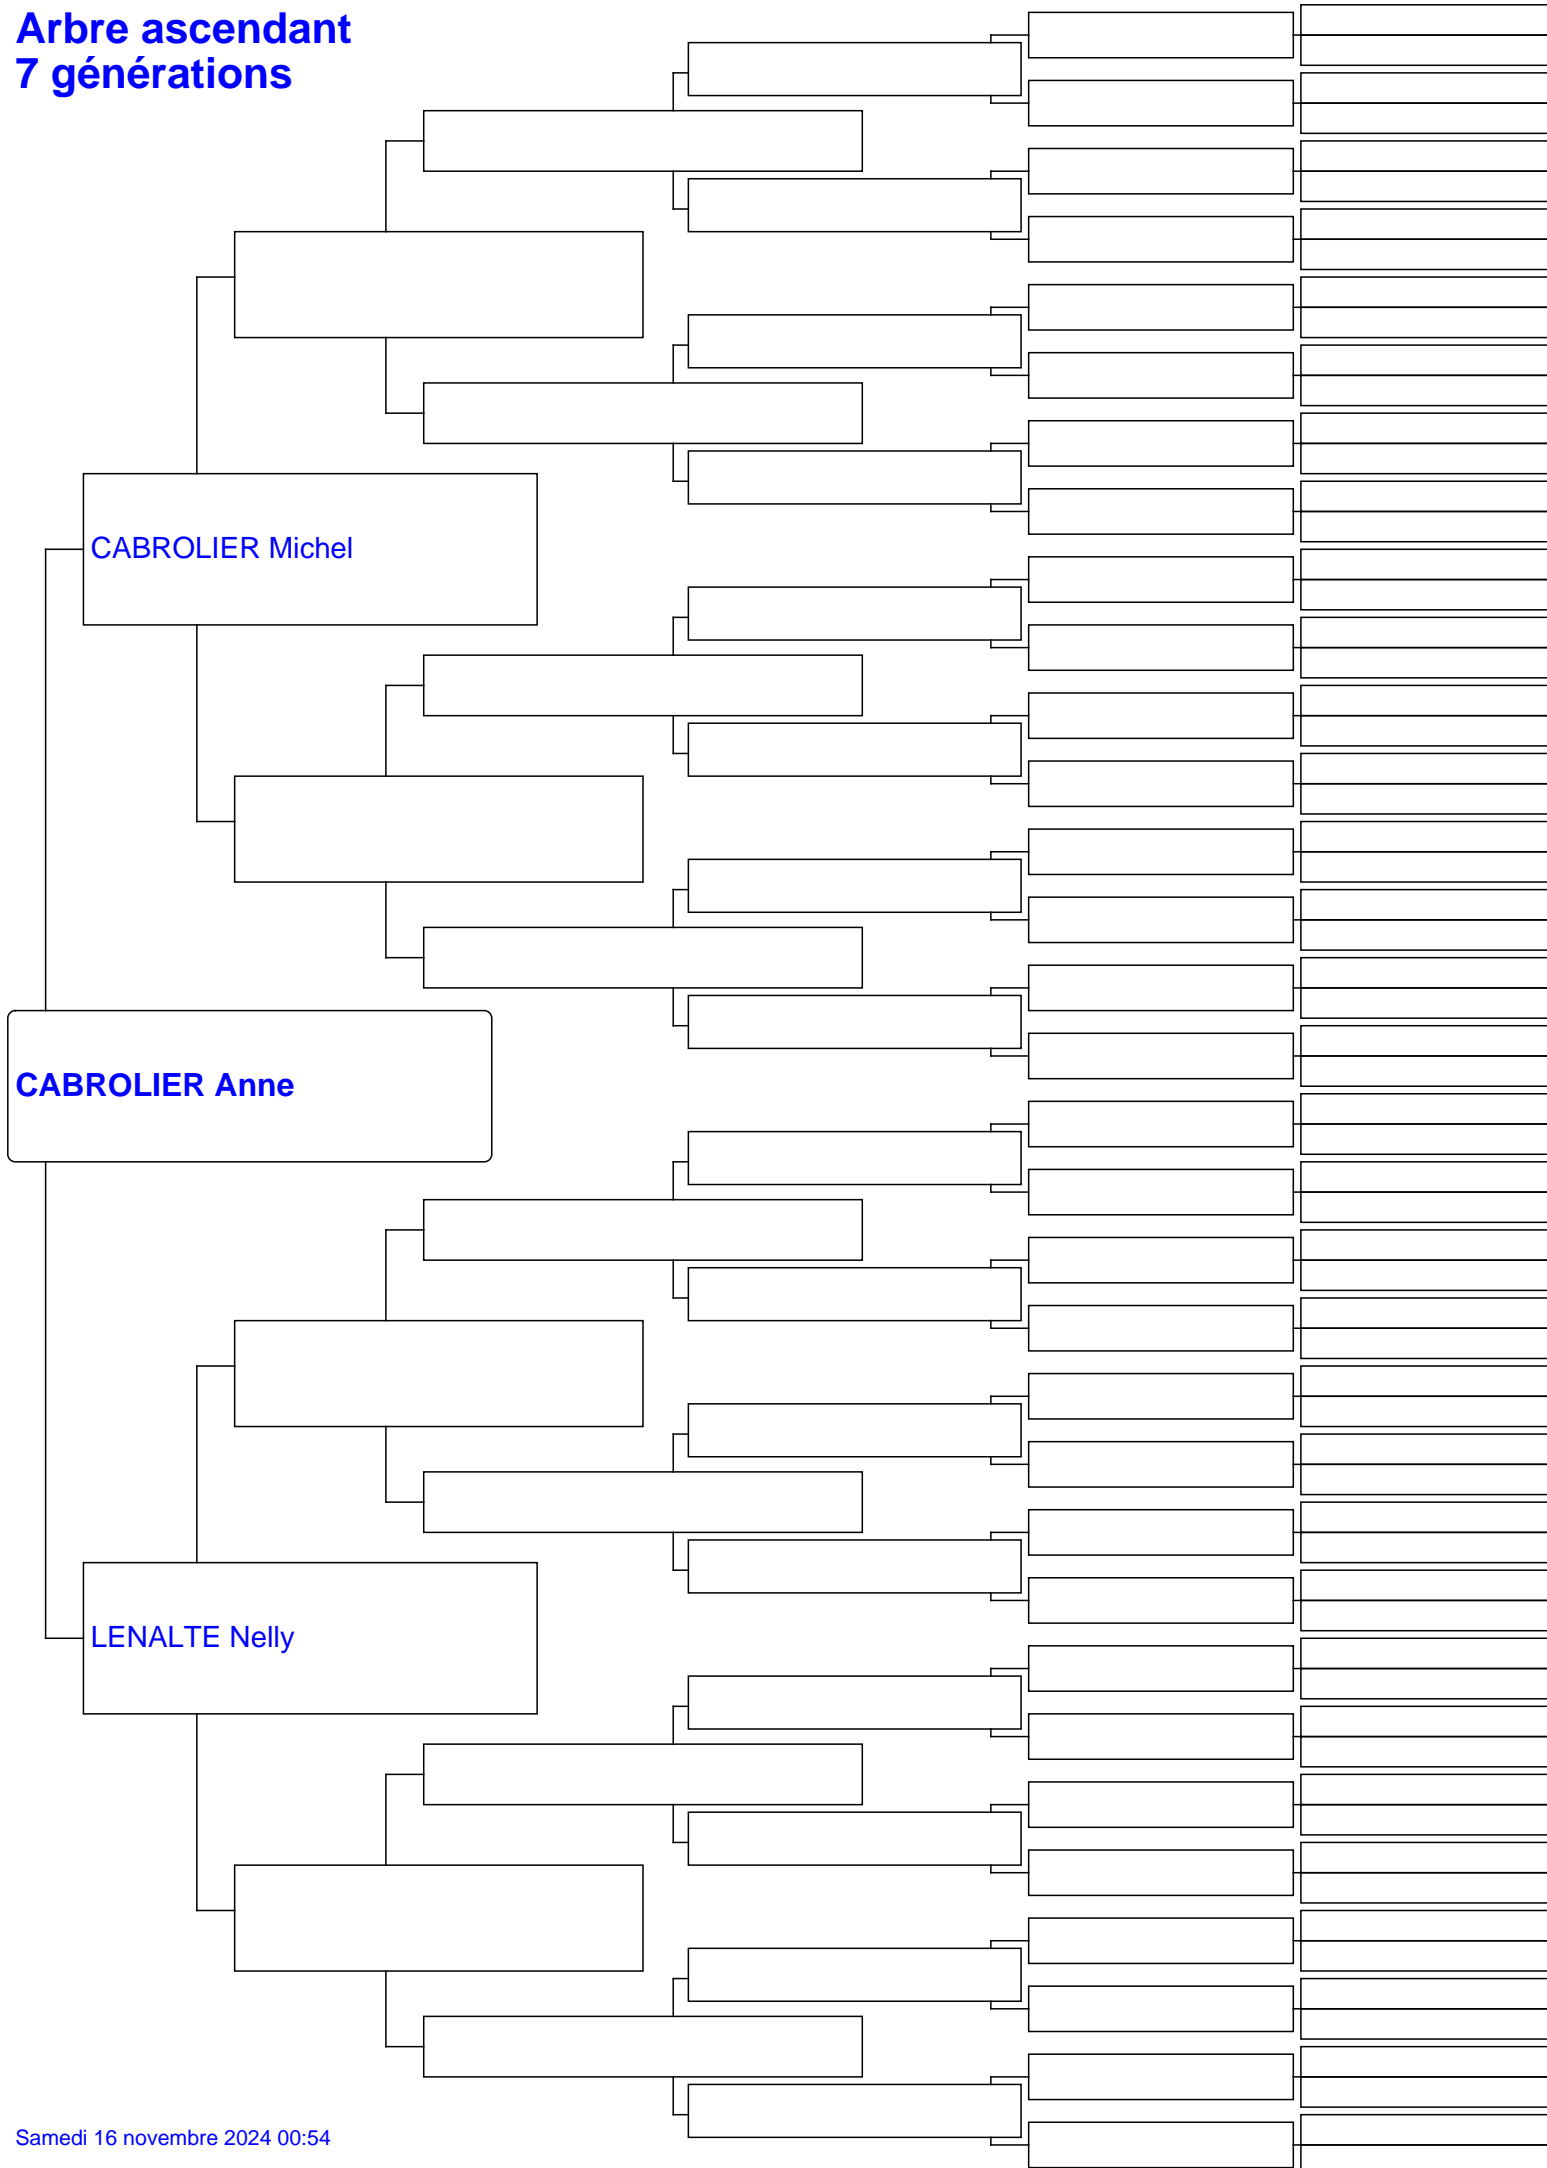 Arbre ascendant
7 générations
CABROLIER Michel
CABROLIER Anne
LENALTE Nelly
Samedi 16 novembre 2024 00:54